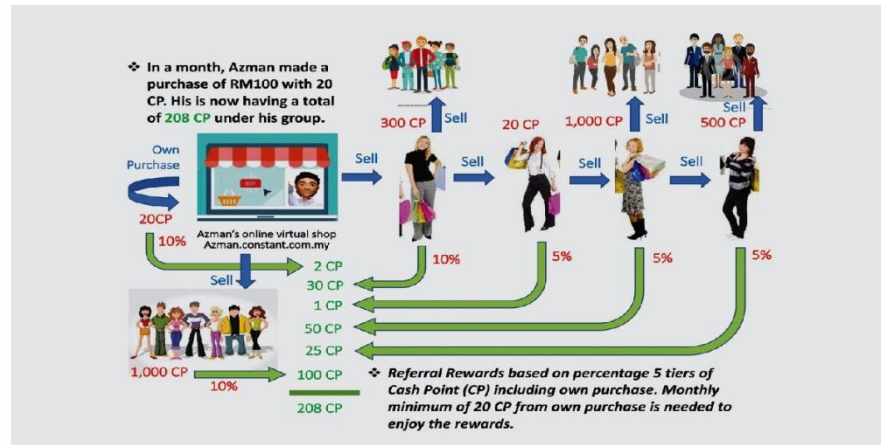 ❖ In a month, Azman made a
purchase of RM100 with 20
CP. His is now having a total
of 208 CP under his group.
300 CP
Sell
20 CP
1,000 CP
Sell
500 CP
Sell
Own
Purchase
Sell
Sell
Sell
Sell
BUY
20CP
10%
Azman's online virtual shop
Azman.constant.com.my
Sell
2 CP
10%
5%
5%
5%
30 CP
1 CP
50 CP
25 CP
1,000 CP
10%
100 CP
208 CP
❖ Referral Rewards based on percentage 5 tiers of
Cash Point (CP) including own purchase. Monthly
minimum of 20 CP from own purchase is needed to
enjoy the rewards.